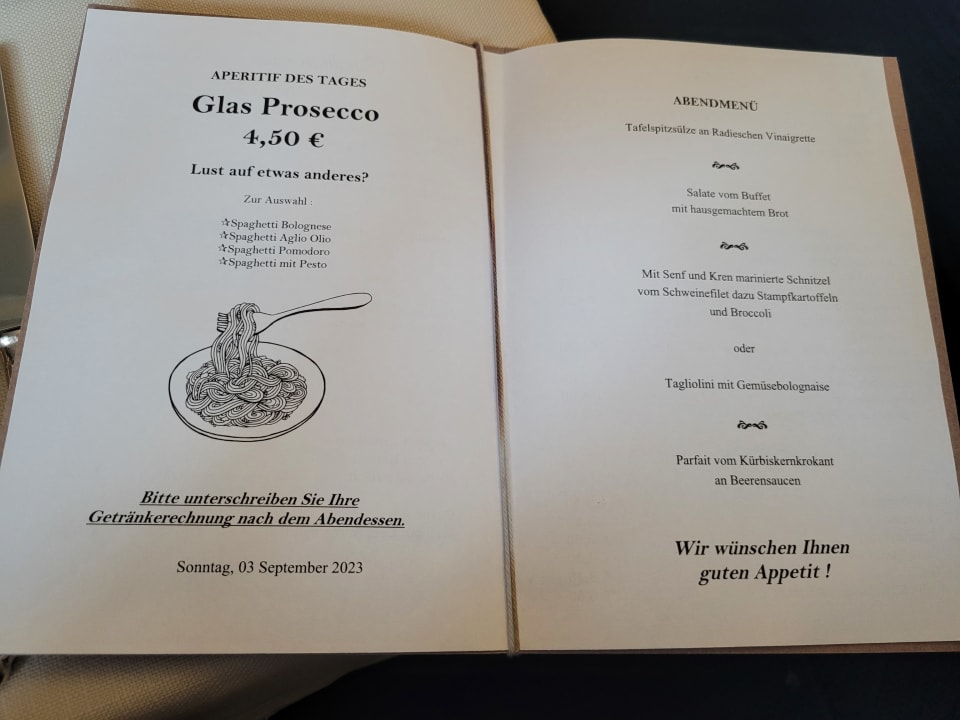 APERITIF DES TAGES
Glas Prosecco
4,50 €
Lust auf etwas anderes?
Zur Auswahl :
☆Spaghetti Bolognese
☆Spaghetti Aglio Olio
☆Spaghetti Pomodoro
☆Spaghetti mit Pesto
Bitte unterschreiben Sie Ihre
Getränkerechnung nach dem Abendessen.
Sonntag, 03 September 2023
ABENDMENÜ
Tafelspitzsülze an Radieschen Vinaigrette
Salate vom Buffet
mit hausgemachtem Brot
Mit Senf und Kren marinierte Schnitzel
vom Schweinefilet dazu Stampfkartoffeln
und Broccoli
oder
Tagliolini mit Gemüsebolognaise
Parfait vom Kürbiskernkrokant
an Beerensaucen
Wir wünschen Ihnen
guten Appetit !